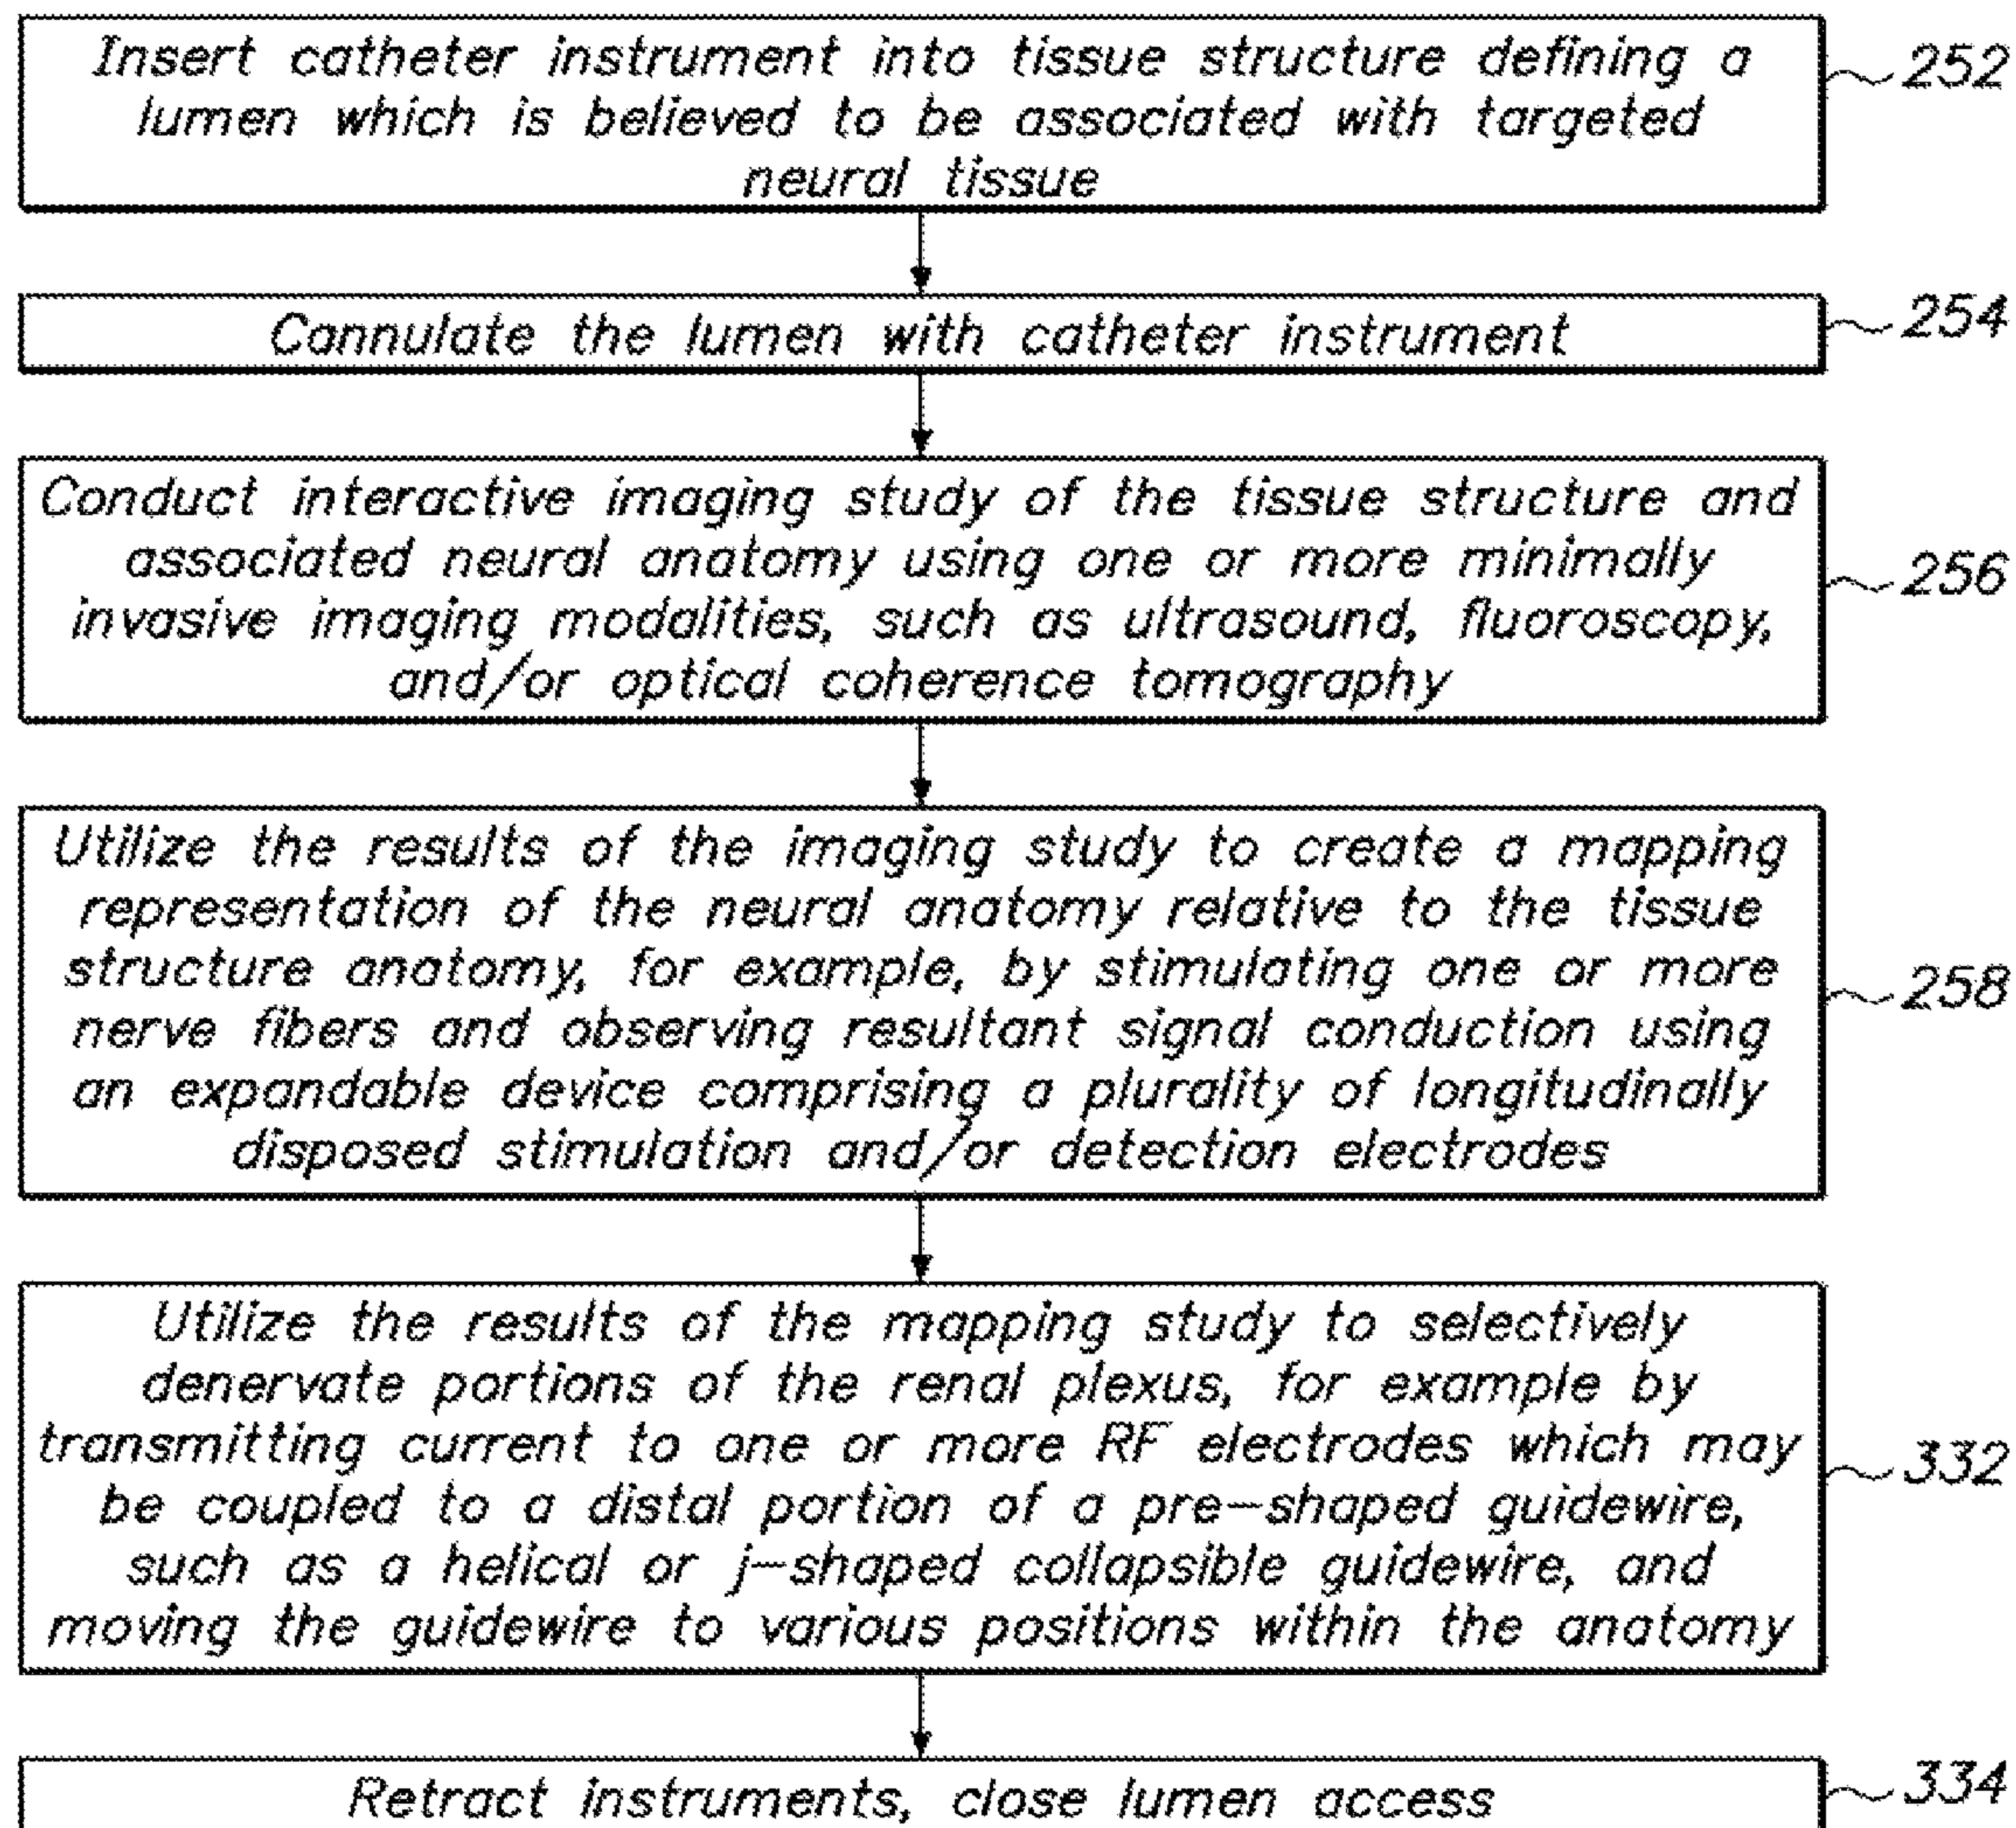 Insert catheter instrument into tissue structure defining a
lumen which is believed to be associated with targeted
neural tissue
252
Cannulate the lumen with catheter instrument
254
Conduct interactive imaging study of the tissue structure and
associated neural anatomy using one or more minimally
invasive imaging modalities, such as ultrasound, fluoroscopy,
and/or optical coherence tomography
256
Utilize the results of the imaging study to create a mapping
representation of the neural anatomy relative to the tissue
structure anatomy, for example, by stimulating one or more
nerve fibers and observing resultant signal conduction using
an expandable device comprising a plurality of longitudinally
disposed stimulation and/or detection electrodes
258
Utilize the results of the mapping study to selectively
denervate portions of the renal plexus, for example by
transmitting current to one or more RF electrodes which may
be coupled to a distal portion of a pre-shaped guidewire,
such as a helical or j-shaped collapsible guidewire, and
moving the guidewire to various positions within the anatomy
332
Retract instruments, close lumen access
334